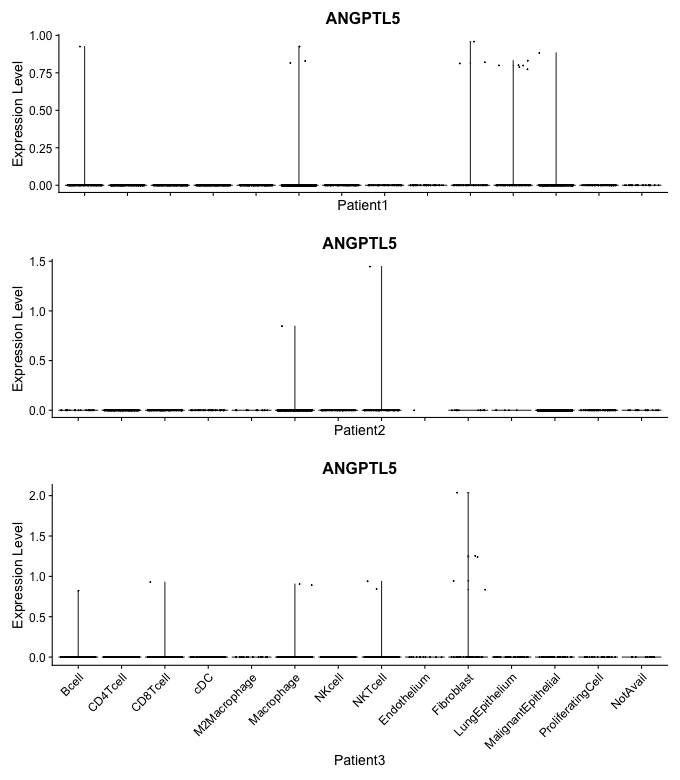 ANGPTL5
Expression Level
1.00
0.75
0.50
0.25
0.00
Patient1
ANGPTL5
Expression Level
1.5
1.0
0.5
0.0
Patient2
ANGPTL5
Expression Level
2.0
1.5
1.0
0.5
0.0
Bcell
CD4Tcell
CD8Tcell
cDC
M2Macrophage
Macrophage
NKcell
NKTcell
Endothelium
Fibroblast
LungEpithelium
MalignantEpithelial
ProliferatingCell
NotAvail
Patient3